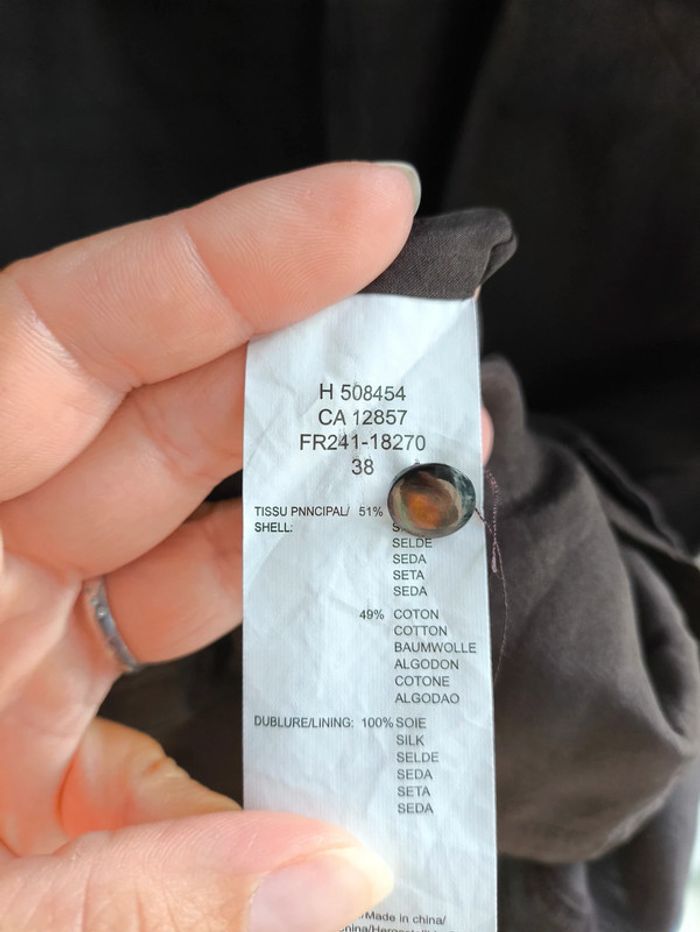 H 508454
CA 12857
FR241-18270
38
TISSU PNNCIPAL/ 51%
SHELL:
SELDE
SEDA
SETA
SEDA
49% COTON
COTTON
BAUMWOLLE
ALGODON
COTONE
ALGODAO
DUBLURE/LINING: 100% SOIE
SILK
SELDE
SEDA
SETA
SEDA
/Made in china/